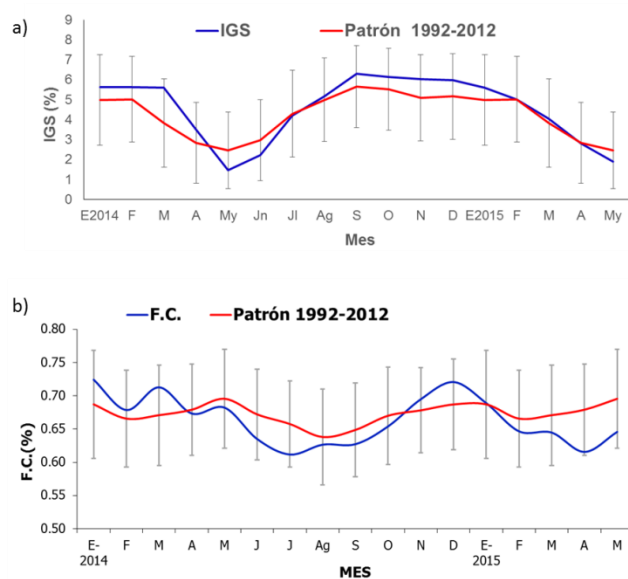 a)
IGS Patrón 1992-2012
9
8
7
6
5
4
3
2
1
0
IGS (%)
E2014 F M A My Jn Jl Ag S O N D E2015 F M A My
Mes
b)
F.C. Patrón 1992-2012
0.80
0.75
0.70
0.65
0.60
0.55
0.50
F.C.(%)
E- F M A M J J Ag S O N D E- F M A M
2014 2015
MES